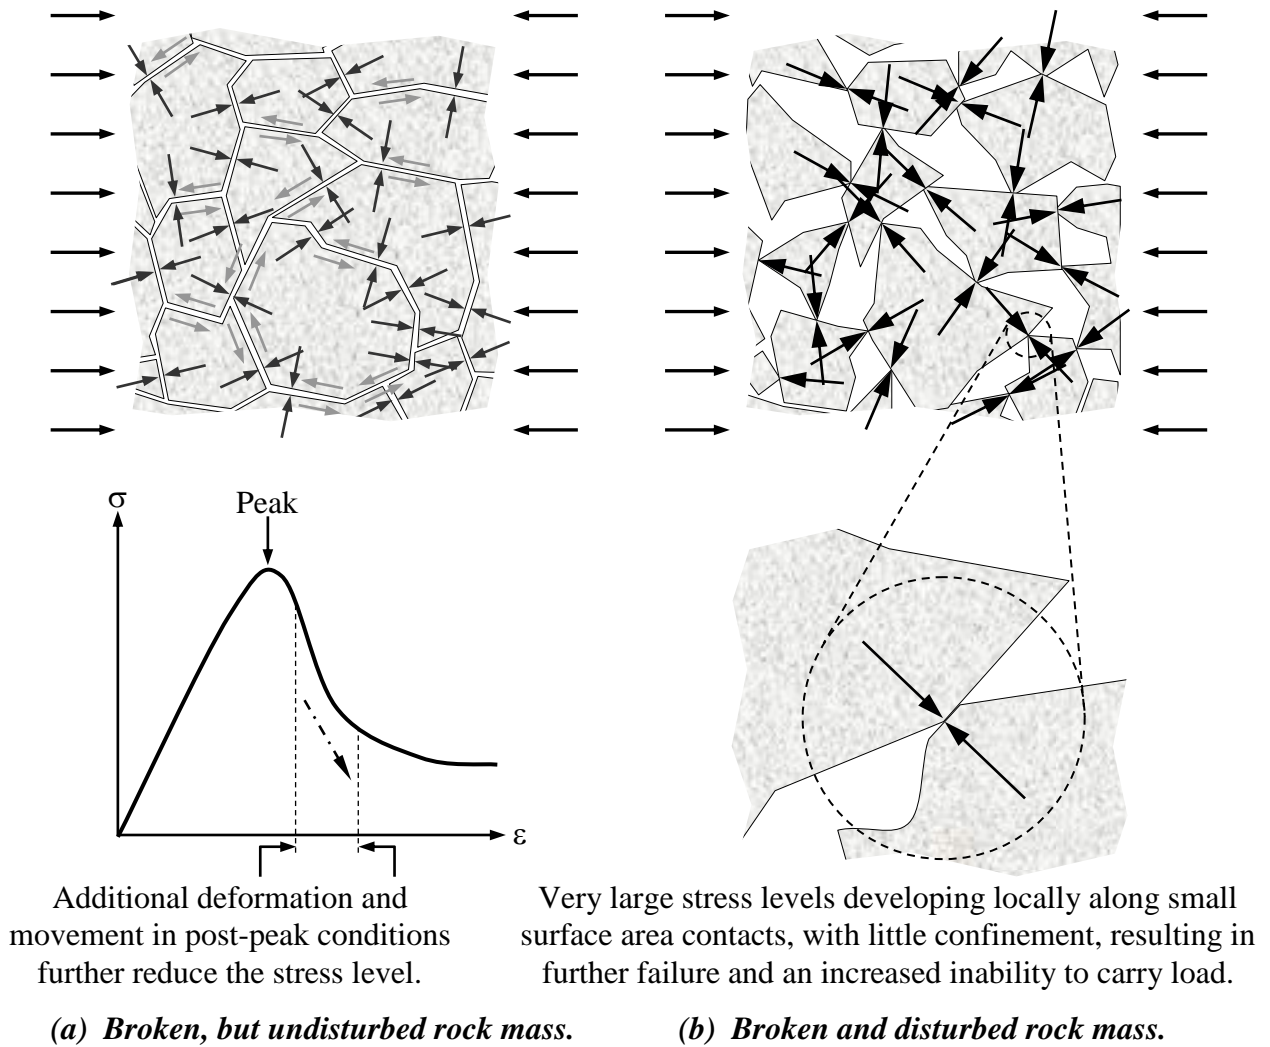 σ
Peak
ε
Additional deformation and
movement in post-peak conditions
further reduce the stress level.
Very large stress levels developing locally along small
surface area contacts, with little confinement, resulting in
further failure and an increased inability to carry load.
(a) Broken, but undisturbed rock mass.
(b) Broken and disturbed rock mass.